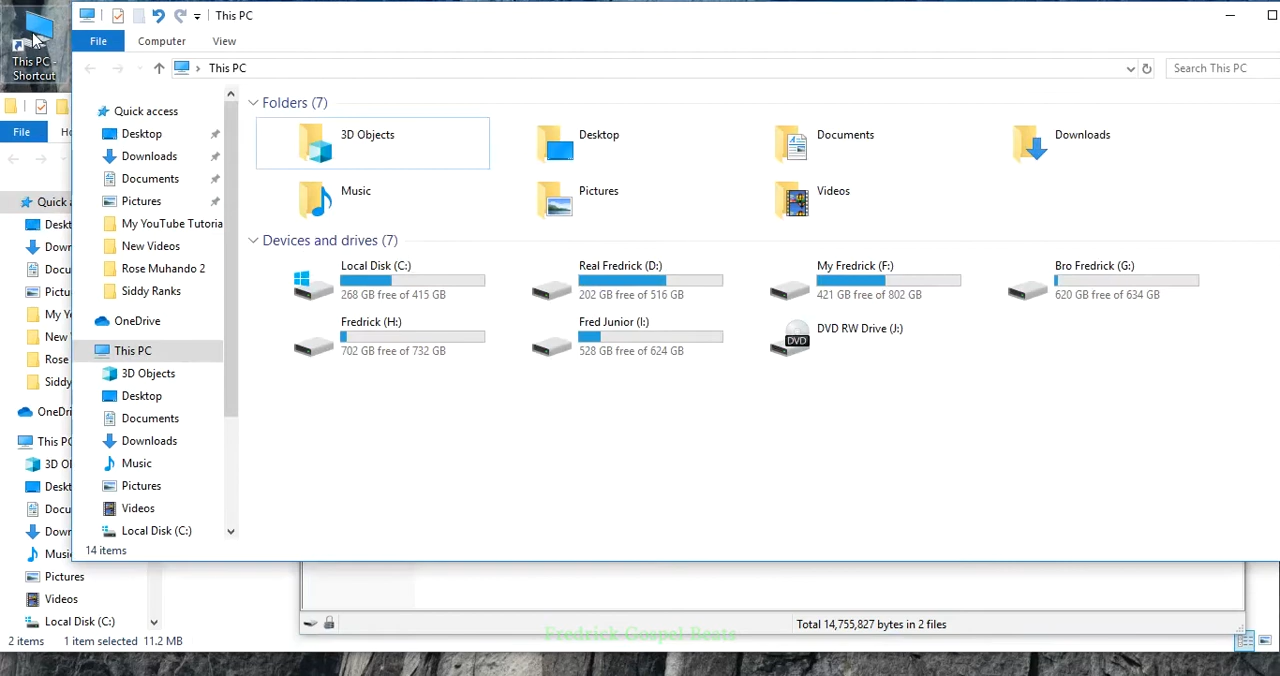 This PC
This PC - Shortcut
File
Computer
View
This PC
Search This PC
Quick access
Desktop
Downloads
Documents
Pictures
My YouTube Tutoria
New Videos
Rose Muhando 2
Siddy Ranks
OneDrive
This PC
3D Objects
Desktop
Documents
Downloads
Music
Pictures
Videos
Local Disk (C:)
14 items
Folders (7)
3D Objects
Desktop
Documents
Downloads
Music
Pictures
Videos
Devices and drives (7)
Local Disk (C:)
268 GB free of 415 GB
Real Fredrick (D:)
202 GB free of 516 GB
My Fredrick (F:)
421 GB free of 802 GB
Bro Fredrick (G:)
620 GB free of 634 GB
Fredrick (H:)
702 GB free of 732 GB
Fred Junior (I:)
528 GB free of 624 GB
DVD RW Drive (J:)
DVD
File
Ho
Quick a
Deskt
Down
Docu
Pictu
My Y
New
Rose
Siddy
OneDri
This PC
3D O
Deskt
Docu
Down
Music
Pictures
Videos
Local Disk (C:)
2 items
1 item selected 11.2 MB
Total 14,755,827 bytes in 2 files
Fredrick Gospel Beats